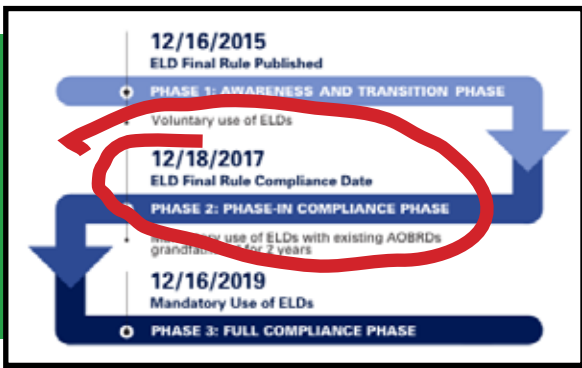 12/16/2015
ELD Final Rule Published
PHASE 1: AWARENESS AND TRANSITION PHASE
Voluntary use of ELDs
12/18/2017
ELD Final Rule Compliance Date
PHASE 2: PHASE-IN COMPLIANCE PHASE
use of ELDs with existing AOBRDs
for 2 years
12/16/2019
Mandatory Use of ELDs
PHASE 3: FULL COMPLIANCE PHASE